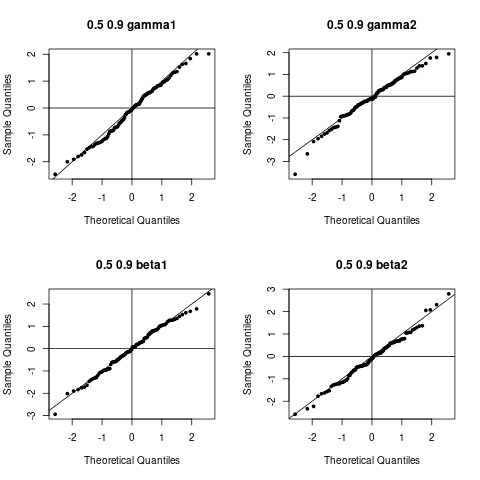 0.5 0.9 gamma1
Sample Quantiles
-2 -1 0 1 2
-2 -1 0 1 2
Theoretical Quantiles
0.5 0.9 gamma2
Sample Quantiles
-3 -2 -1 0 1 2
-2 -1 0 1 2
Theoretical Quantiles
0.5 0.9 beta1
Sample Quantiles
-3 -2 -1 0 1 2
-2 -1 0 1 2
Theoretical Quantiles
0.5 0.9 beta2
Sample Quantiles
-2 -1 0 1 2 3
-2 -1 0 1 2
Theoretical Quantiles